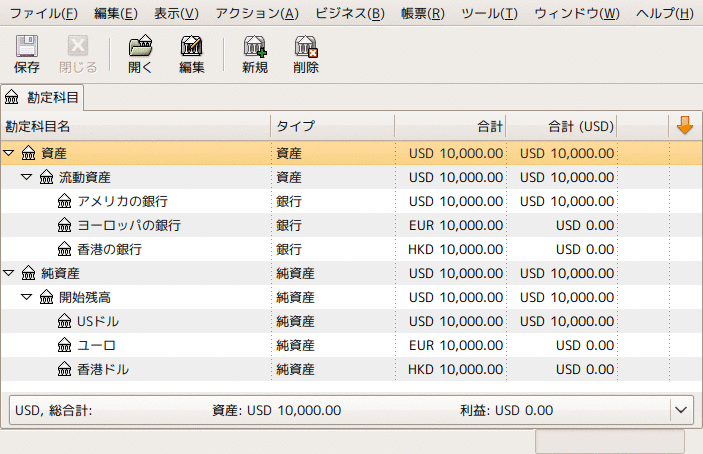 ファイル(F) 編集(E) 表示(V) アクション(A) ビジネス(B) 帳票(R) ツール(T) ウィンドウ(W) ヘルプ(H)
保存 閉じる 開く 編集 新規 削除
勘定科目
勘定科目名 タイプ 合計 合計 (USD)
資産 資産 USD 10,000.00 USD 10,000.00
流動資産 資産 USD 10,000.00 USD 10,000.00
アメリカの銀行 銀行 USD 10,000.00 USD 10,000.00
ヨーロッパの銀行 銀行 EUR 10,000.00 USD 0.00
香港の銀行 銀行 HKD 10,000.00 USD 0.00
純資産 純資産 USD 10,000.00 USD 10,000.00
開始残高 純資産 USD 10,000.00 USD 10,000.00
USドル 純資産 USD 10,000.00 USD 10,000.00
ユーロ 純資産 EUR 10,000.00 USD 0.00
香港ドル 純資産 HKD 10,000.00 USD 0.00
USD, 総合計: 資産: USD 10,000.00 利益: USD 0.00